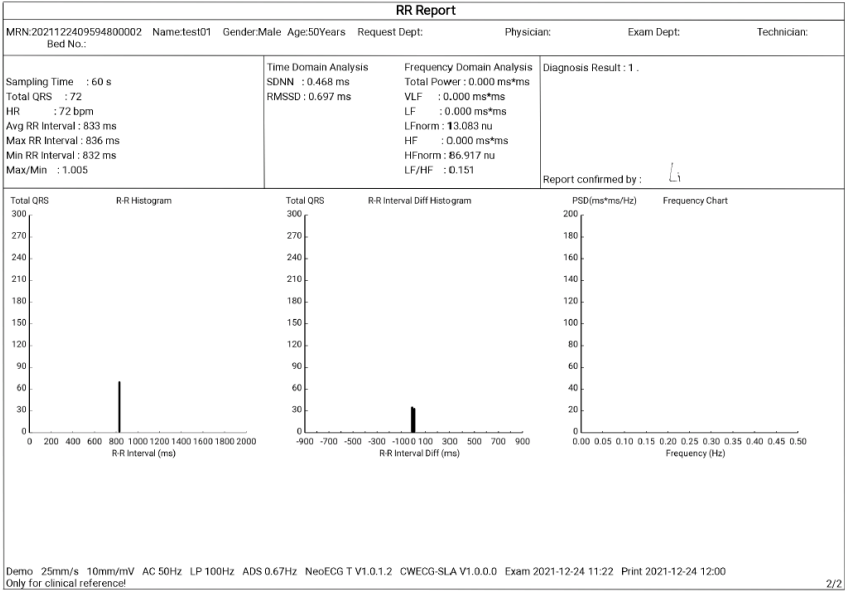 RR Report
MRN:2021122409594800002 Name:test01 Gender:Male Age:50Years Request Dept: Physician: Exam Dept: Technician:
Bed No.:
Sampling Time : 60 s
Total QRS : 72
HR : 72 bpm
Avg RR Interval : 833 ms
Max RR Interval : 836 ms
Min RR Interval : 832 ms
Max/Min : 1.005
Time Domain Analysis
SDNN : 0.468 ms
RMSSD : 0.697 ms
Frequency Domain Analysis
Total Power : 0.000 ms*ms
VLF : 0.000 ms*ms
LF : 0.000 ms*ms
LFnorm : 13.083 nu
HF : 0.000 ms*ms
HFnorm : 86.917 nu
LF/HF : 0.151
Diagnosis Result : 1 .
Report confirmed by : Li
Total QRS R-R Histogram
300
270
240
210
180
150
120
90
60
30
0
0 200 400 600 800 1000 1200 1400 1600 1800 2000
R-R Interval (ms)
Total QRS R-R Interval Diff Histogram
300
270
240
210
180
150
120
90
60
30
0
-900 -700 -500 -300 -100 0 100 300 500 700 900
R-R Interval Diff (ms)
PSD(ms*ms/Hz) Frequency Chart
200
180
160
140
120
100
80
60
40
20
0
0.00 0.05 0.10 0.15 0.20 0.25 0.30 0.35 0.40 0.45 0.50
Frequency (Hz)
Demo 25mm/s 10mm/mV AC 50Hz LP 100Hz ADS 0.67Hz NeoECG T V1.0.1.2 CWECG-SLA V1.0.0.0 Exam 2021-12-24 11:22 Print 2021-12-24 12:00
Only for clinical reference!
2/2